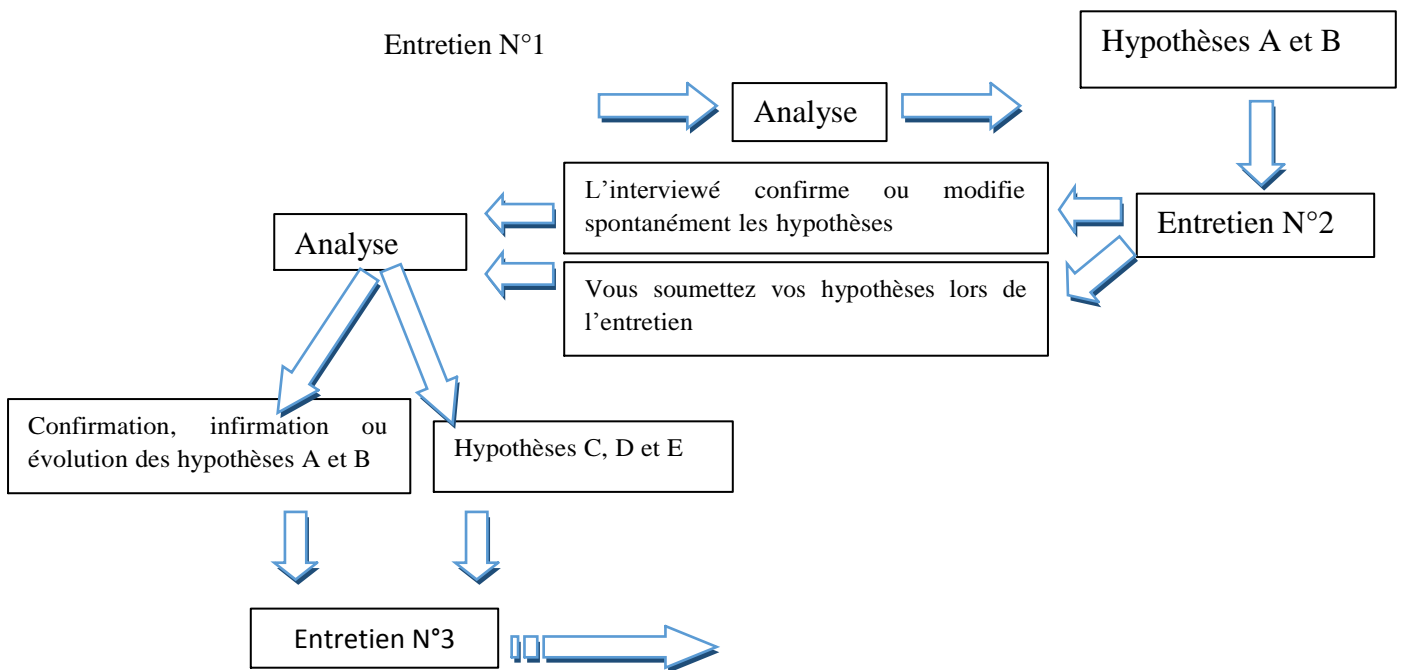 Entretien N°1
Hypothèses A et B
Analyse
L’interviewé confirme ou modifie
spontanément les hypothèses
Entretien N°2
Analyse
Vous soumettez vos hypothèses lors de
l’entretien
Confirmation, infirmation ou
évolution des hypothèses A et B
Hypothèses C, D et E
Entretien N°3